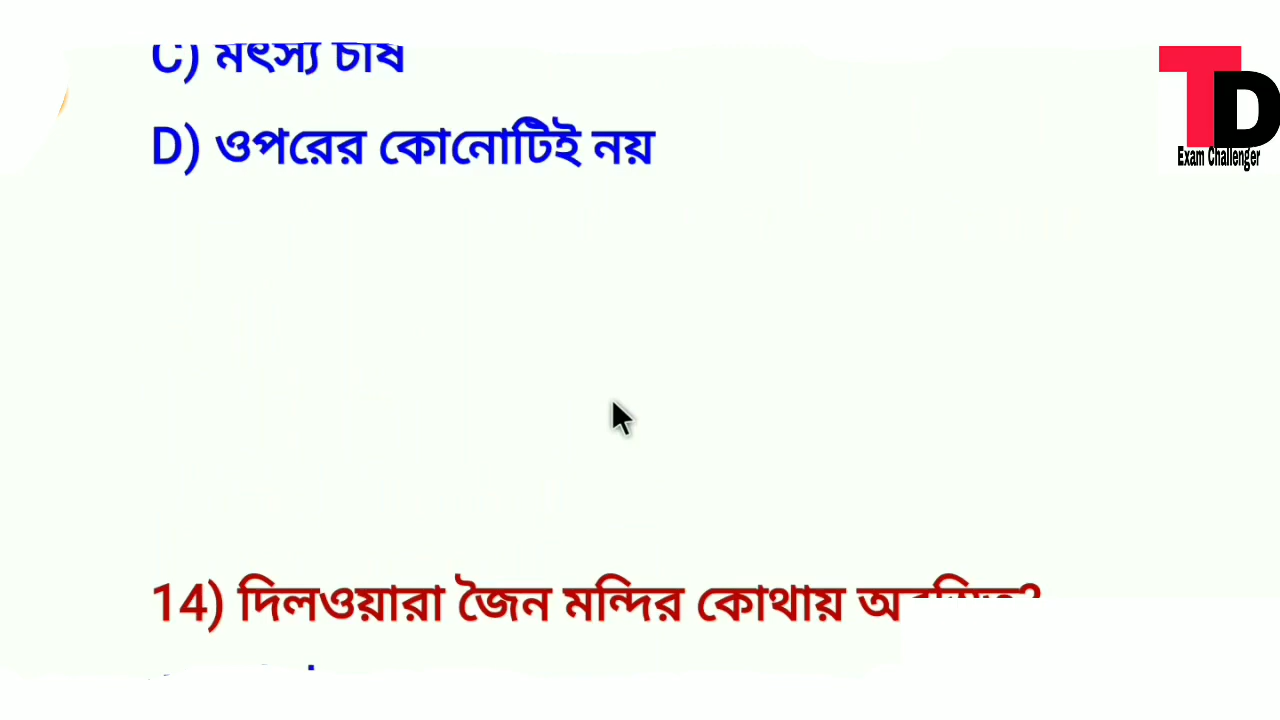 C) মৎস্য চাষ
TD
Exam Challenger
D) ওপরের কোনোটিই নয়
14) দিলওয়ারা জৈন মন্দির কোথায়